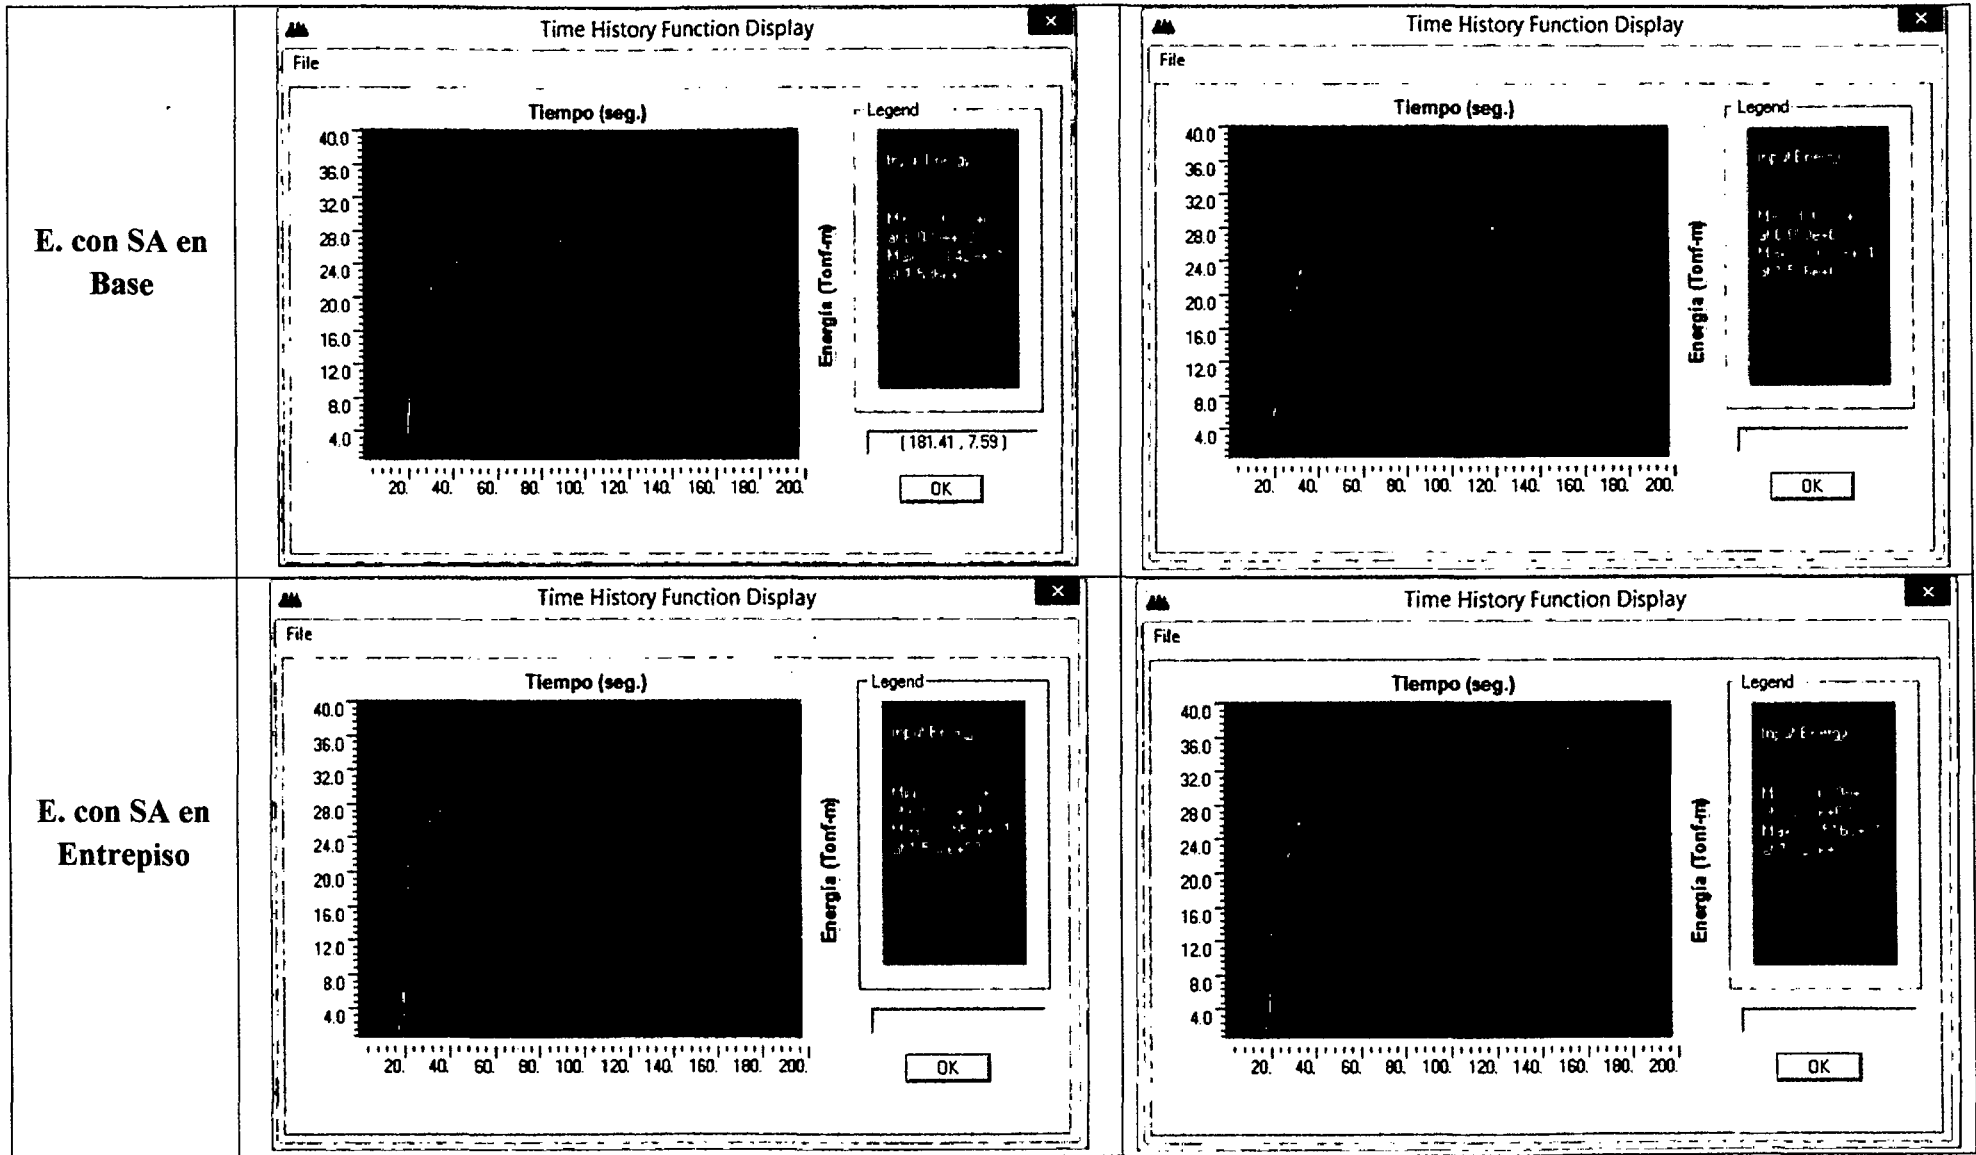 E. con SA en
Base
Time History Function Display
File
Tiempo (seg.)
40.0
36.0
32.0
28.0
24.0
20.0
16.0
12.0
8.0
4.0
20. 40. 60. 80. 100. 120. 140. 160. 180. 200.
Energía (Tonf-m)
Legend
Input Energy
(181.41 , 7.59)
OK
Time History Function Display
File
Tiempo (seg.)
40.0
36.0
32.0
28.0
24.0
20.0
16.0
12.0
8.0
4.0
20. 40. 60. 80. 100. 120. 140. 160. 180. 200.
Energía (Tonf-m)
Legend
Input Energy
OK
E. con SA en
Entrepiso
Time History Function Display
File
Tiempo (seg.)
40.0
36.0
32.0
28.0
24.0
20.0
16.0
12.0
8.0
4.0
20. 40. 60. 80. 100. 120. 140. 160. 180. 200.
Energía (Tonf-m)
Legend
Input Energy
OK
Time History Function Display
File
Tiempo (seg.)
40.0
36.0
32.0
28.0
24.0
20.0
16.0
12.0
8.0
4.0
20. 40. 60. 80. 100. 120. 140. 160. 180. 200.
Energía (Tonf-m)
Legend
Input Energy
OK